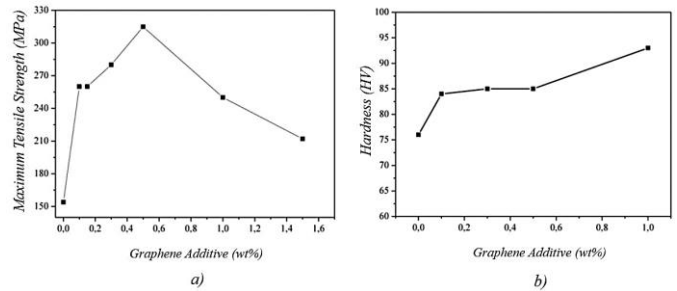 Maximum Tensile Strength (MPa)
330
300
270
240
210
180
150
0,0 0,2 0,4 0,6 0,8 1,0 1,2 1,4 1,6
Graphene Additive (wt%)
a)
Hardness (HV)
100
95
90
85
80
75
70
65
60
0,0 0,2 0,4 0,6 0,8 1,0
Graphene Additive (wt%)
b)